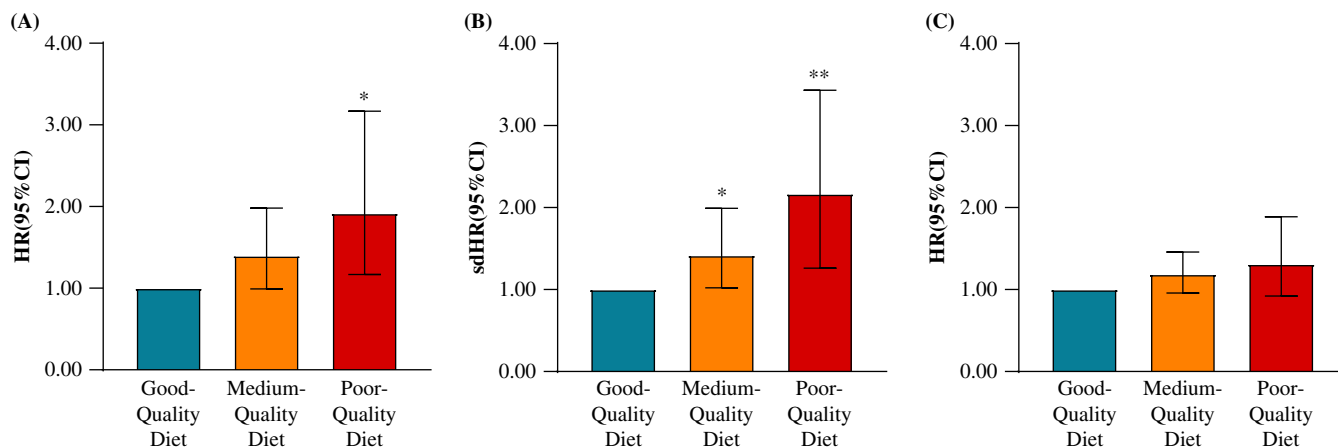 (A)
HR(95%CI)
4.00
3.00
2.00
1.00
0.00
*
Good-
Quality
Diet
Medium-
Quality
Diet
Poor-
Quality
Diet
(B)
sdHR(95%CI)
4.00
3.00
2.00
1.00
0.00
*
**
Good-
Quality
Diet
Medium-
Quality
Diet
Poor-
Quality
Diet
(C)
HR(95%CI)
4.00
3.00
2.00
1.00
0.00
Good-
Quality
Diet
Medium-
Quality
Diet
Poor-
Quality
Diet